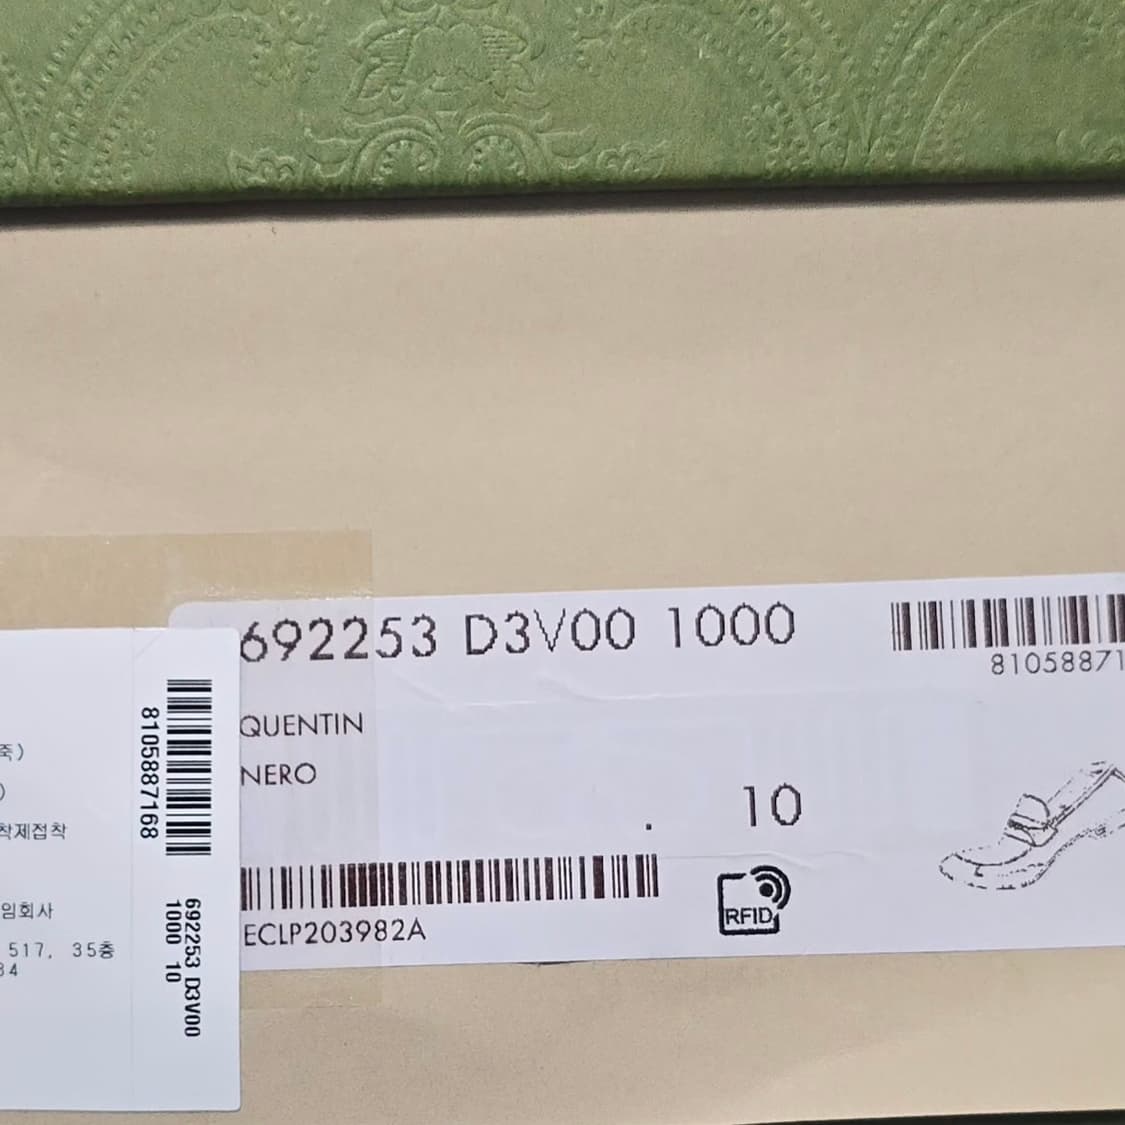 692253 D3V00 1000
81058871
QUENTIN
NERO
. 10
ECLP203982A
RFID
8105887168
692253 D3V00
1000 10
죽)
)
착제접착
임회사
517, 35층
34